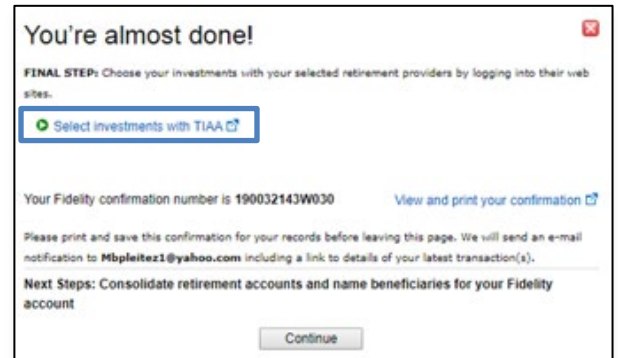 You're almost done!
FINAL STEP: Choose your investments with your selected retirement providers by logging into their web
sites.
Select investments with TIAA
Your Fidelity confirmation number is 190032143W030 View and print your confirmation
Please print and save this confirmation for your records before leaving this page. We will send an e-mail
notification to Mbpleitez1@yahoo.com including a link to details of your latest transaction(s).
Next Steps: Consolidate retirement accounts and name beneficiaries for your Fidelity
account
Continue